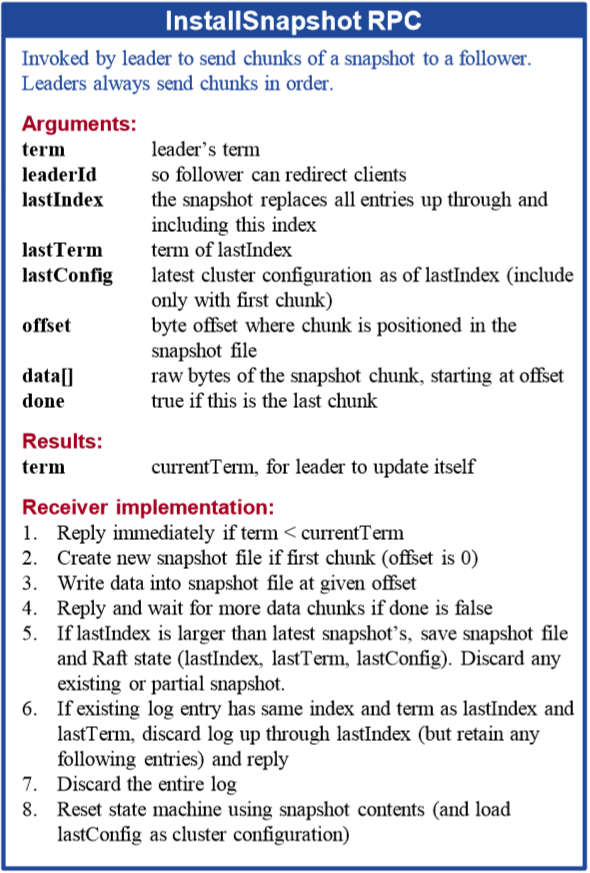 InstallSnapshot RPC
Invoked by leader to send chunks of a snapshot to a follower.
Leaders always send chunks in order.
Arguments:
term leader's term
leaderId so follower can redirect clients
lastIndex the snapshot replaces all entries up through and
including this index
lastTerm term of lastIndex
lastConfig latest cluster configuration as of lastIndex (include
only with first chunk)
offset byte offset where chunk is positioned in the
snapshot file
data[] raw bytes of the snapshot chunk, starting at offset
done true if this is the last chunk
Results:
term currentTerm, for leader to update itself
Receiver implementation:
1. Reply immediately if term < currentTerm
2. Create new snapshot file if first chunk (offset is 0)
3. Write data into snapshot file at given offset
4. Reply and wait for more data chunks if done is false
5. If lastIndex is larger than latest snapshot's, save snapshot file
and Raft state (lastIndex, lastTerm, lastConfig). Discard any
existing or partial snapshot.
6. If existing log entry has same index and term as lastIndex and
lastTerm, discard log up through lastIndex (but retain any
following entries) and reply
7. Discard the entire log
8. Reset state machine using snapshot contents (and load
lastConfig as cluster configuration)